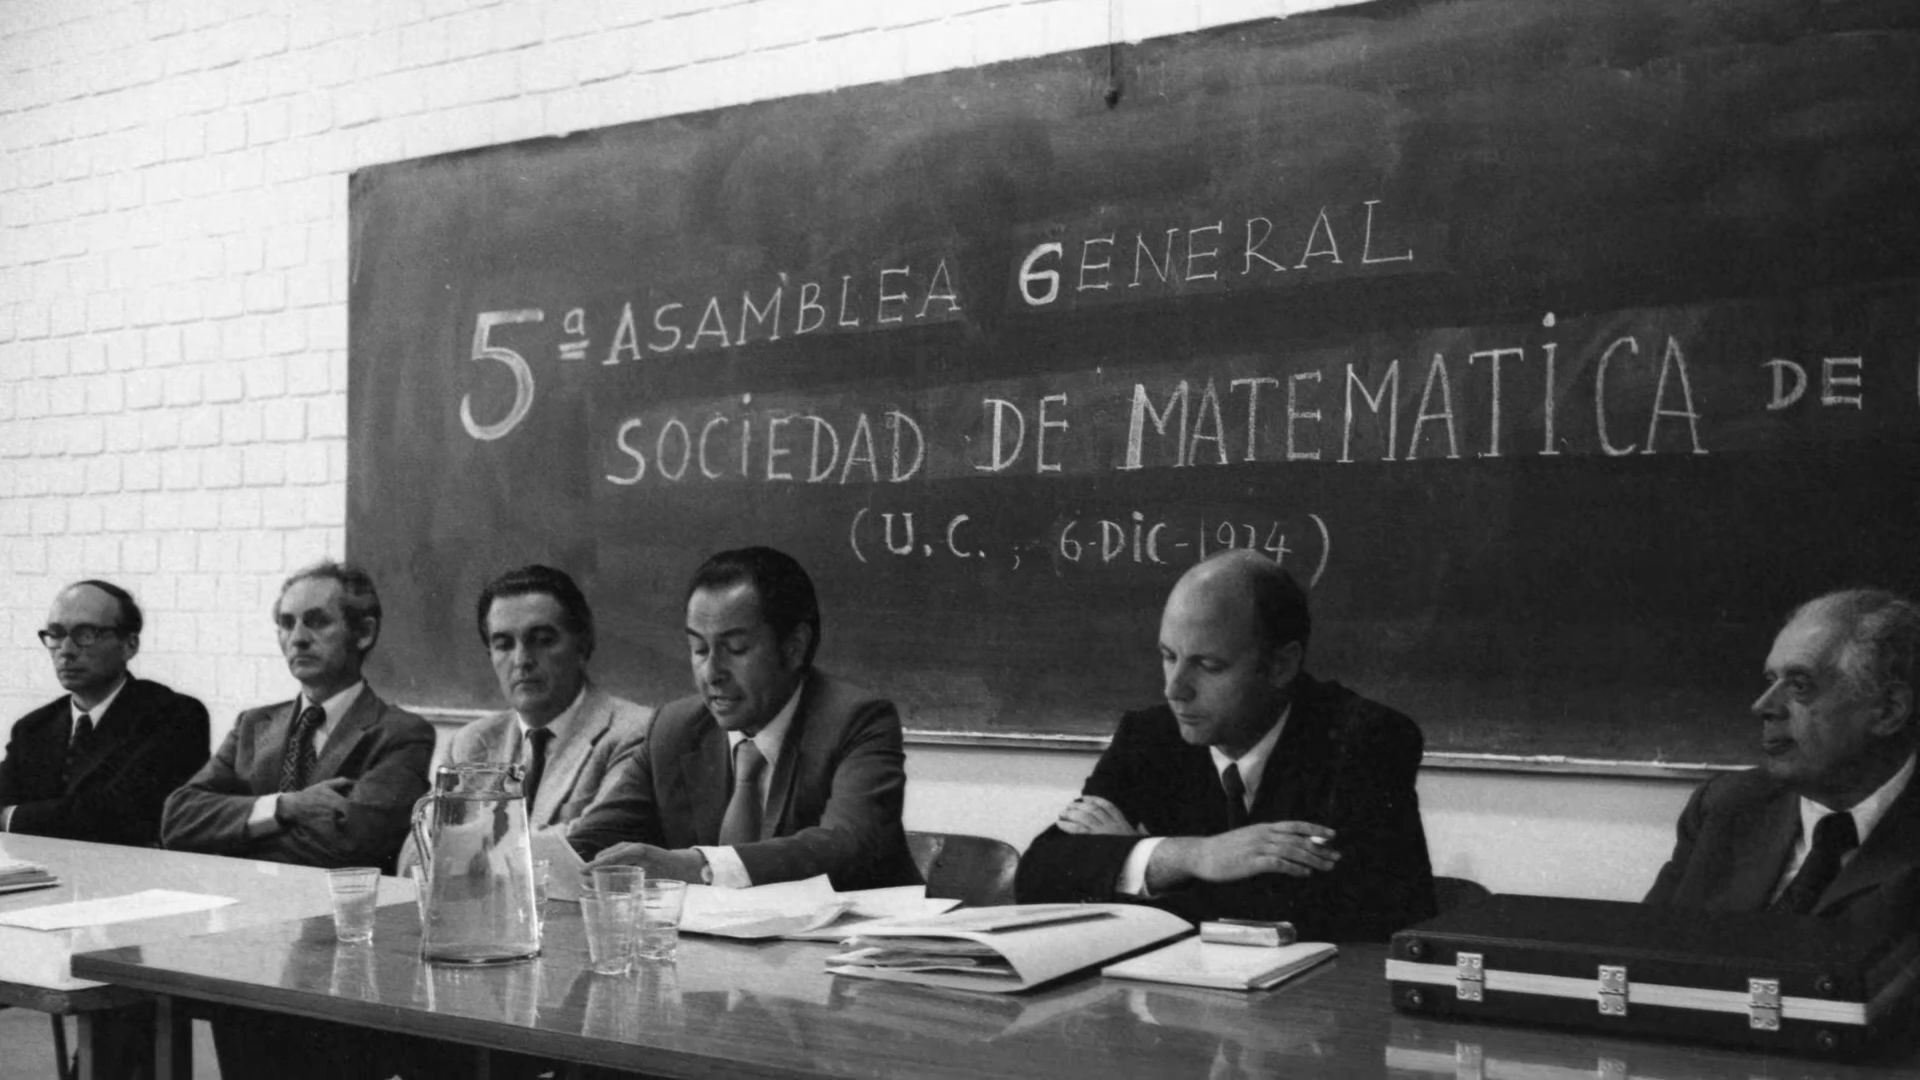 5ª ASAMBLEA GENERAL
SOCIEDAD DE MATEMATICA DE
(U.C. ; 6-DIC-1974)